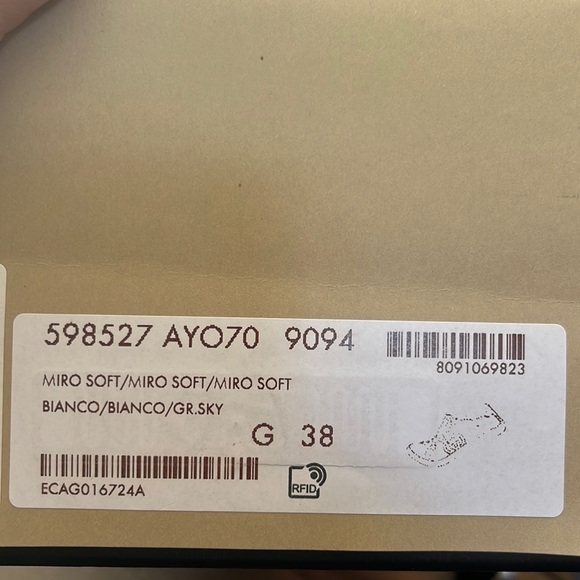 598527 AYO70 9094
8091069823
MIRO SOFT/MIRO SOFT/MIRO SOFT
BIANCO/BIANCO/GR.SKY
G 38
ECAG016724A
RFID